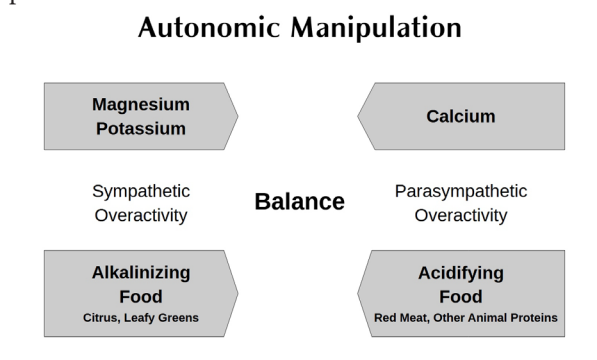 Autonomic Manipulation
Magnesium
Potassium
Calcium
Sympathetic
Overactivity
Balance
Parasympathetic
Overactivity
Alkalinizing
Food
Citrus, Leafy Greens
Acidifying
Food
Red Meat, Other Animal Proteins